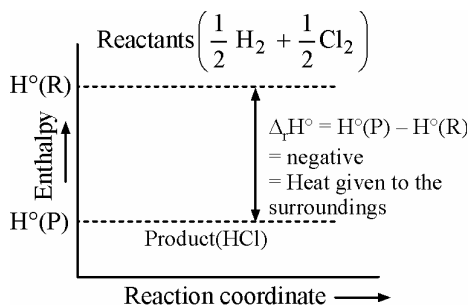 Reactants(1/2 H₂ + 1/2 Cl₂)
H°(R)
Enthalpy
ΔᵣH° = H°(P) – H°(R)
= negative
= Heat given to the
surroundings
H°(P)
Product(HCl)
Reaction coordinate